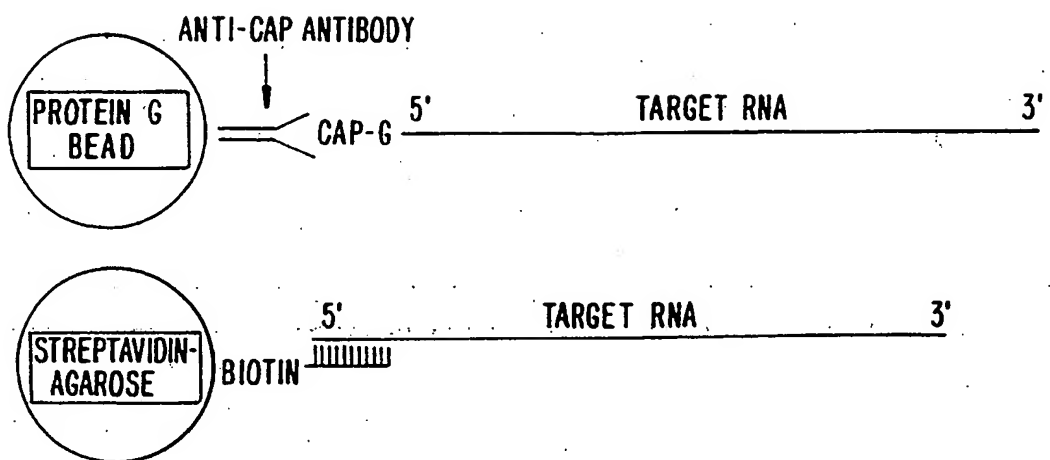 ANTI-CAP ANTIBODY
PROTEIN G
BEAD
CAP-G
5'
TARGET RNA
3'
5'
TARGET RNA
3'
STREPTAVIDIN-
AGAROSE
BIOTIN